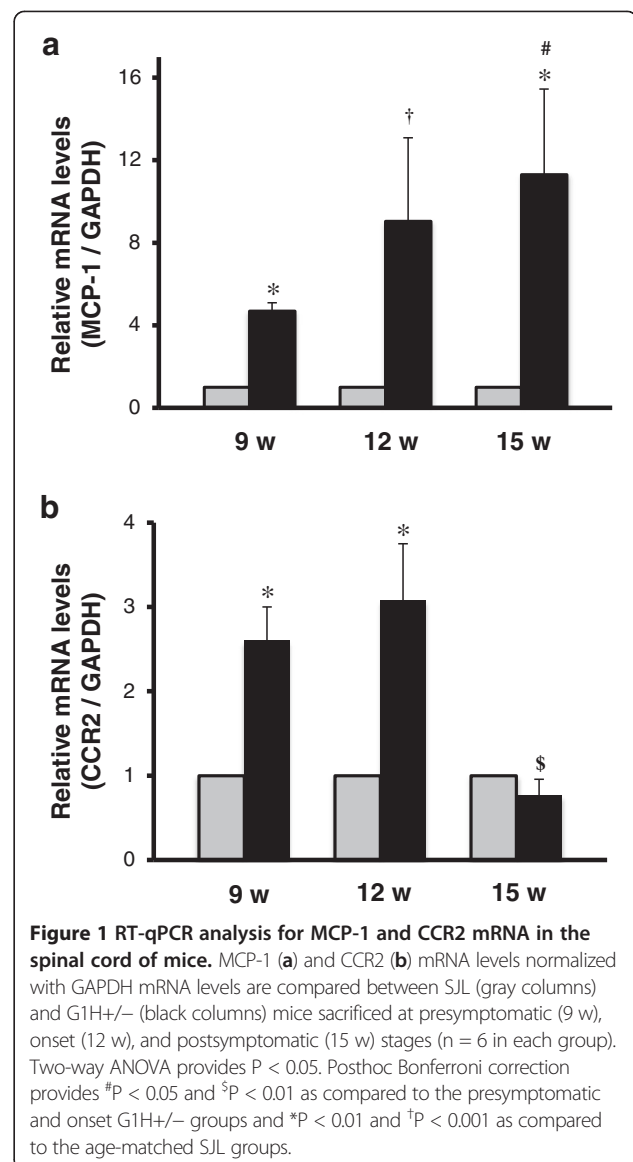 a
#
16
*
†
12
8
*
4
0
Relative mRNA levels
(MCP-1 / GAPDH)
9 w 12 w 15 w
b
4
*
*
3
2
1
$
0
Relative mRNA levels
(CCR2 / GAPDH)
9 w 12 w 15 w
Figure 1 RT-qPCR analysis for MCP-1 and CCR2 mRNA in the
spinal cord of mice. MCP-1 (a) and CCR2 (b) mRNA levels normalized
with GAPDH mRNA levels are compared between SJL (gray columns)
and G1H+/− (black columns) mice sacrificed at presymptomatic (9 w),
onset (12 w), and postsymptomatic (15 w) stages (n = 6 in each group).
Two-way ANOVA provides P < 0.05. Posthoc Bonferroni correction
provides #P < 0.05 and $P < 0.01 as compared to the presymptomatic
and onset G1H+/− groups and *P < 0.01 and †P < 0.001 as compared
to the age-matched SJL groups.